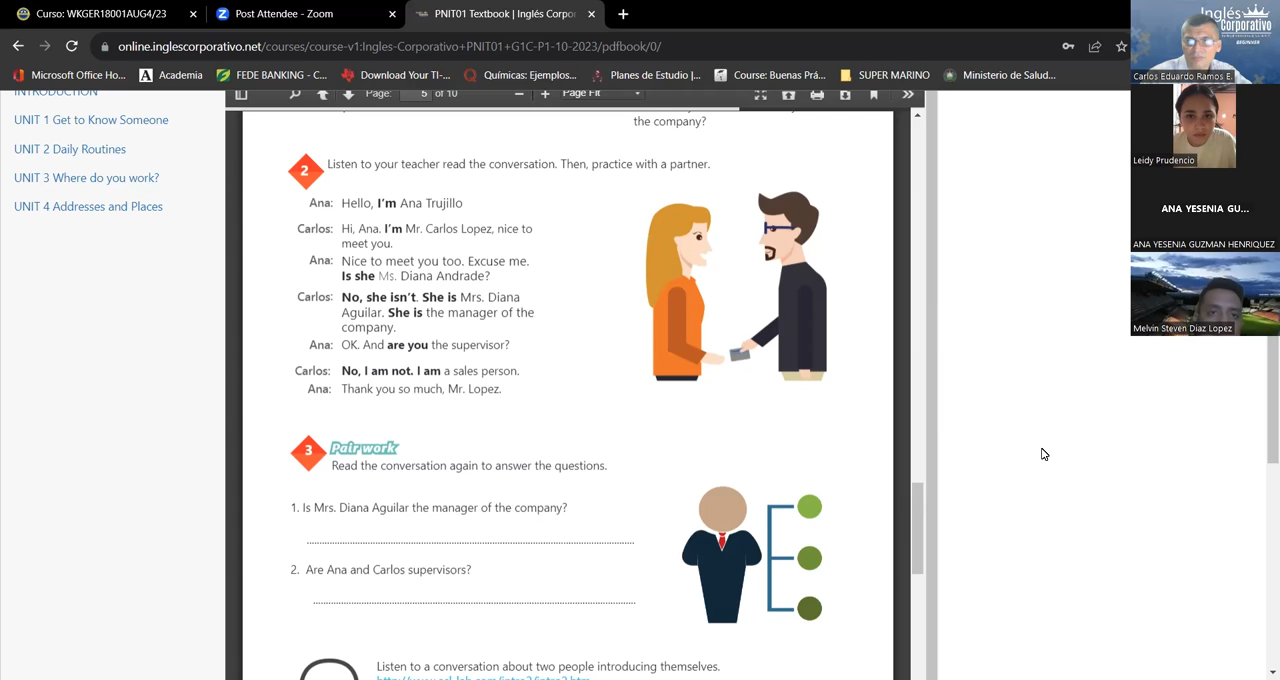 Curso: WKGER18001AUG4/23
Post Attendee - Zoom
PNIT01 Textbook | Inglés Corpor
online.inglescorporativo.net/courses/course-v1:Ingles-Corporativo+PNIT01+G1C-P1-10-2023/pdfbook/0/
Microsoft Office Ho...
Academia
FEDE BANKING - C...
Download Your TI-...
Químicas: Ejemplos...
Planes de Estudio |...
Course: Buenas Prá...
SUPER MARINO
Ministerio de Salud...
INTRODUCTION
UNIT 1 Get to Know Someone
UNIT 2 Daily Routines
UNIT 3 Where do you work?
UNIT 4 Addresses and Places
Page: 5 of 10
Page Fit
the company?
2 Listen to your teacher read the conversation. Then, practice with a partner.
Ana: Hello, I'm Ana Trujillo
Carlos: Hi, Ana. I'm Mr. Carlos Lopez, nice to
meet you.
Ana: Nice to meet you too. Excuse me.
Is she Ms. Diana Andrade?
Carlos: No, she isn't. She is Mrs. Diana
Aguilar. She is the manager of the
company.
Ana: OK. And are you the supervisor?
Carlos: No, I am not. I am a sales person.
Ana: Thank you so much, Mr. Lopez.
3 Pair work
Read the conversation again to answer the questions.
1. Is Mrs. Diana Aguilar the manager of the company?
2. Are Ana and Carlos supervisors?
Listen to a conversation about two people introducing themselves.
Inglés
Corporativo
BEGINNER
Carlos Eduardo Ramos E.
Leidy Prudencio
ANA YESENIA GU...
ANA YESENIA GUZMAN HENRIQUEZ
Melvin Steven Diaz Lopez